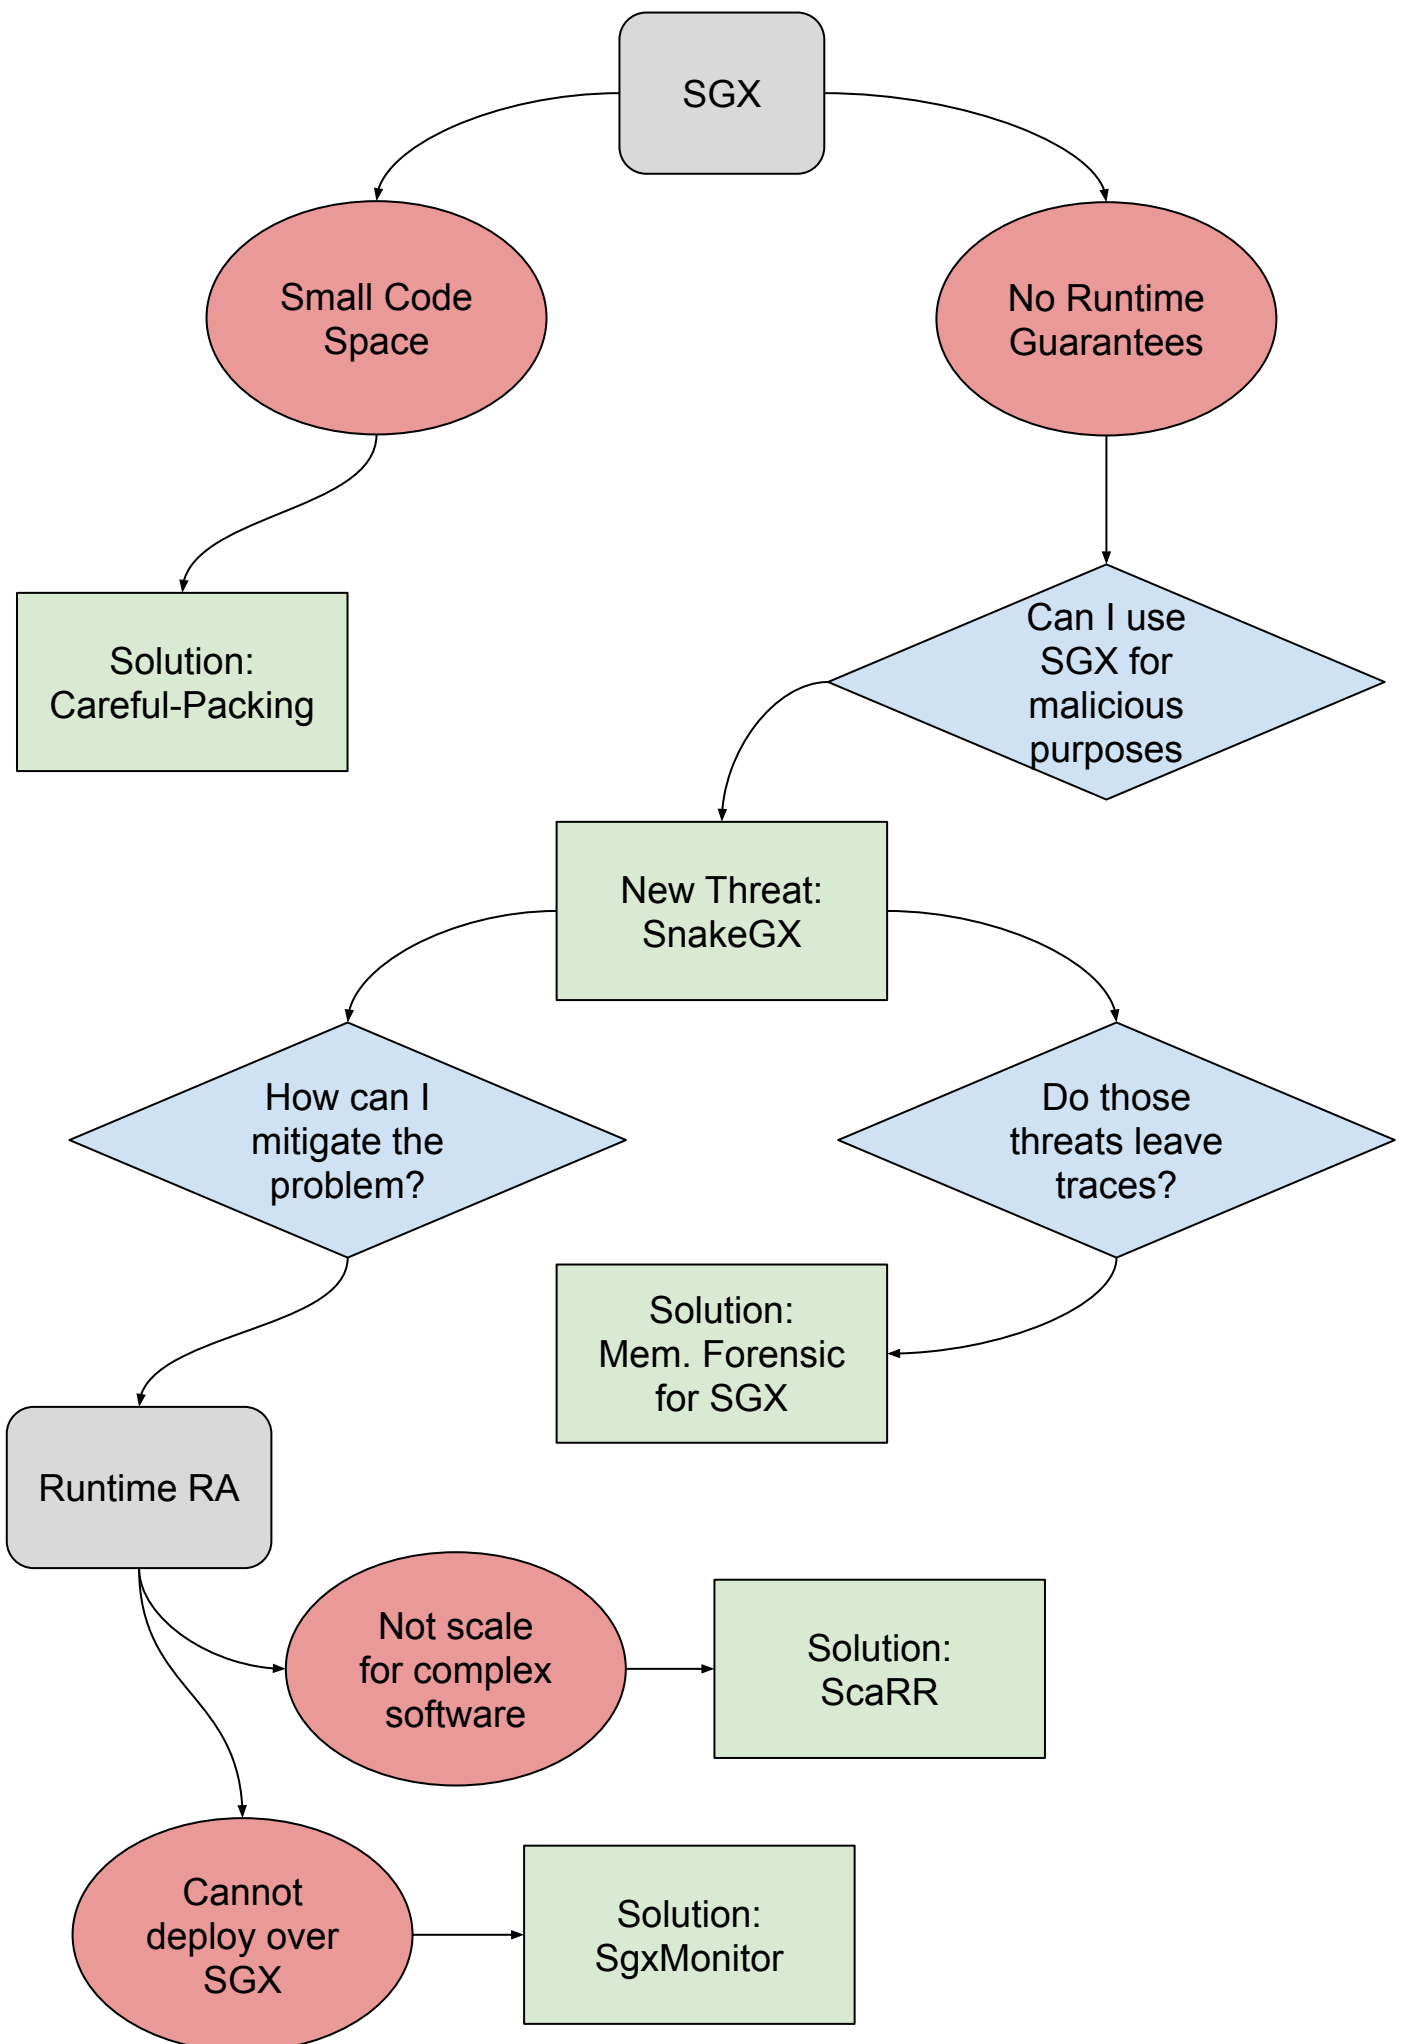 SGX
Small Code
Space
No Runtime
Guarantees
Solution:
Careful-Packing
Can I use
SGX for
malicious
purposes
New Threat:
SnakeGX
How can I
mitigate the
problem?
Do those
threats leave
traces?
Solution:
Mem. Forensic
for SGX
Runtime RA
Not scale
for complex
software
Solution:
ScaRR
Cannot
deploy over
SGX
Solution:
SgxMonitor